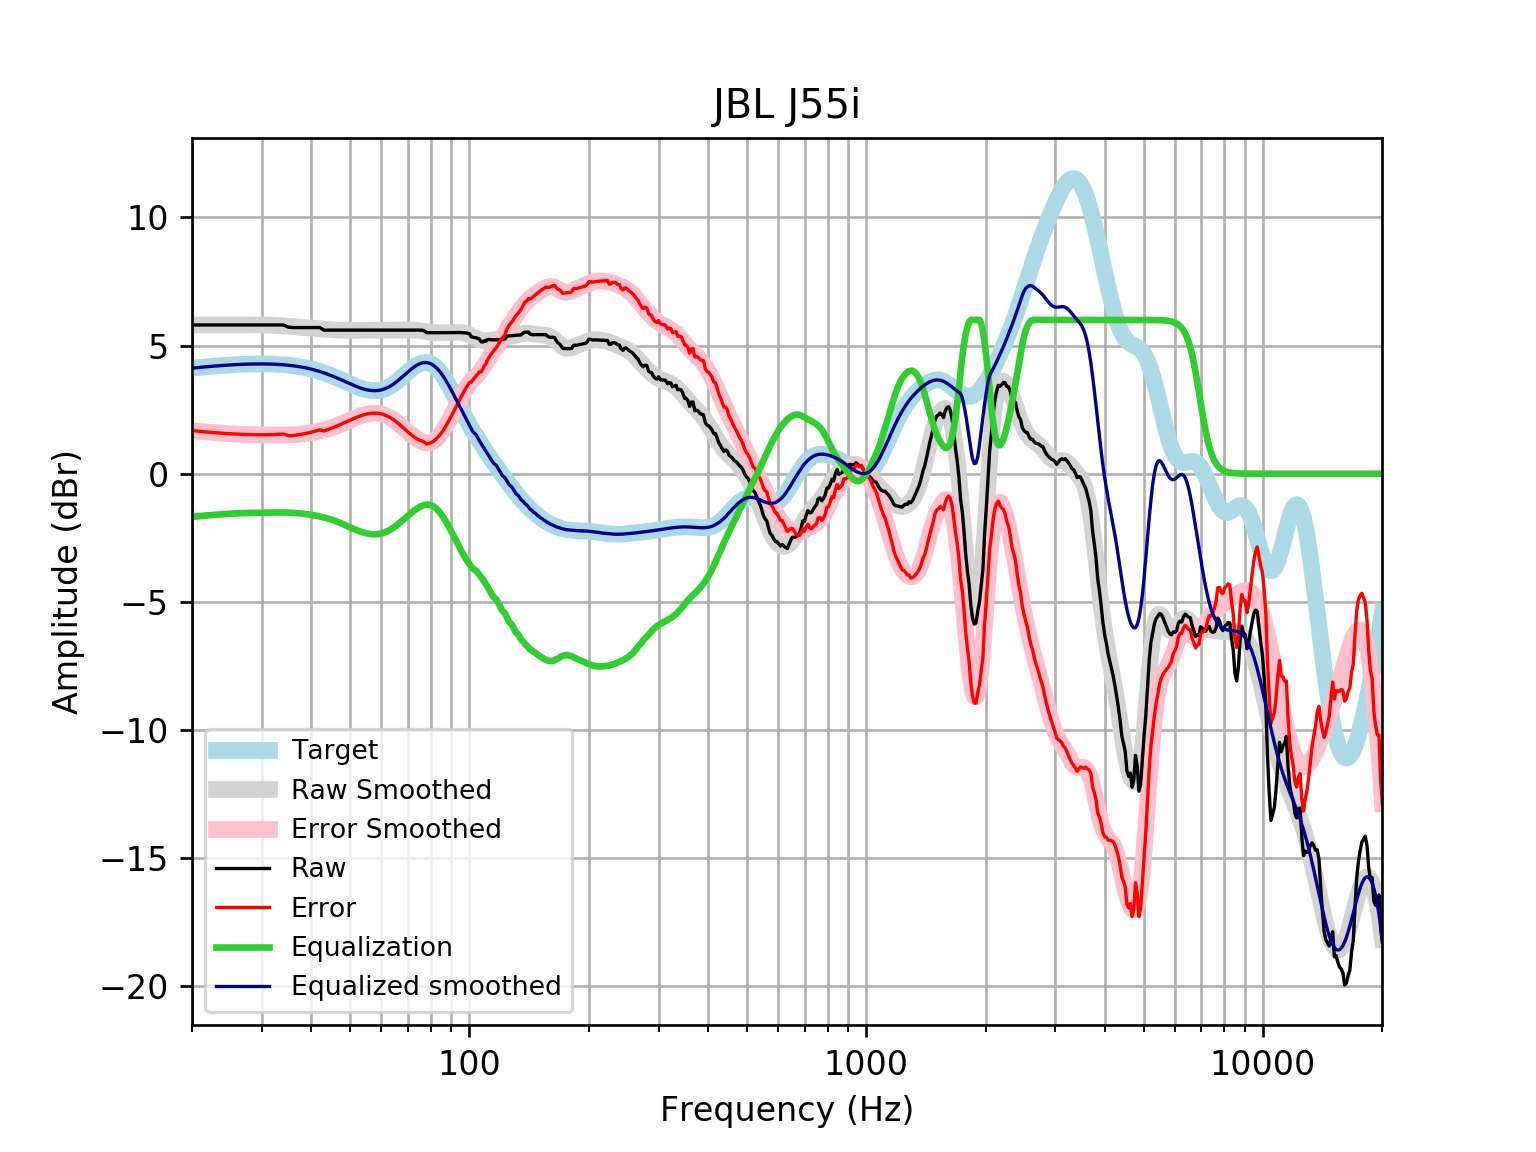 JBL J55i
Amplitude (dBr)
10
5
0
−5
−10
−15
−20
Target
Raw Smoothed
Error Smoothed
Raw
Error
Equalization
Equalized smoothed
100 1000 10000
Frequency (Hz)